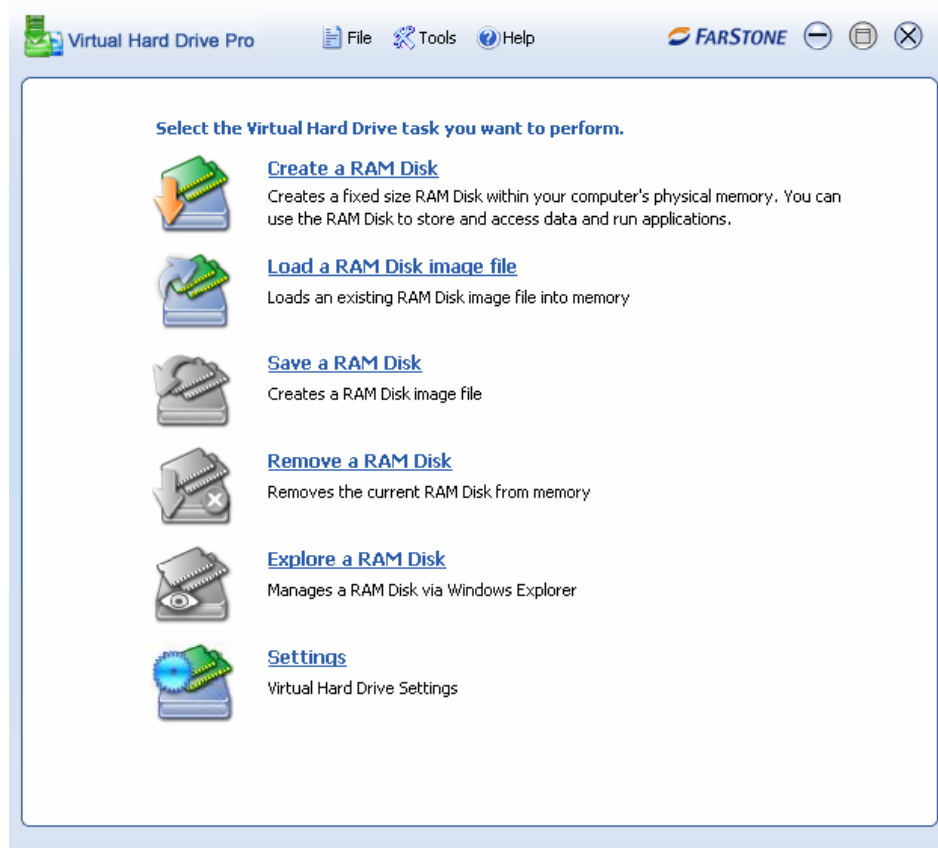 Virtual Hard Drive Pro
File
Tools
Help
FARSTONE
Select the Virtual Hard Drive task you want to perform.
Create a RAM Disk
Creates a fixed size RAM Disk within your computer's physical memory. You can
use the RAM Disk to store and access data and run applications.
Load a RAM Disk image file
Loads an existing RAM Disk image file into memory
Save a RAM Disk
Creates a RAM Disk image file
Remove a RAM Disk
Removes the current RAM Disk from memory
Explore a RAM Disk
Manages a RAM Disk via Windows Explorer
Settings
Virtual Hard Drive Settings